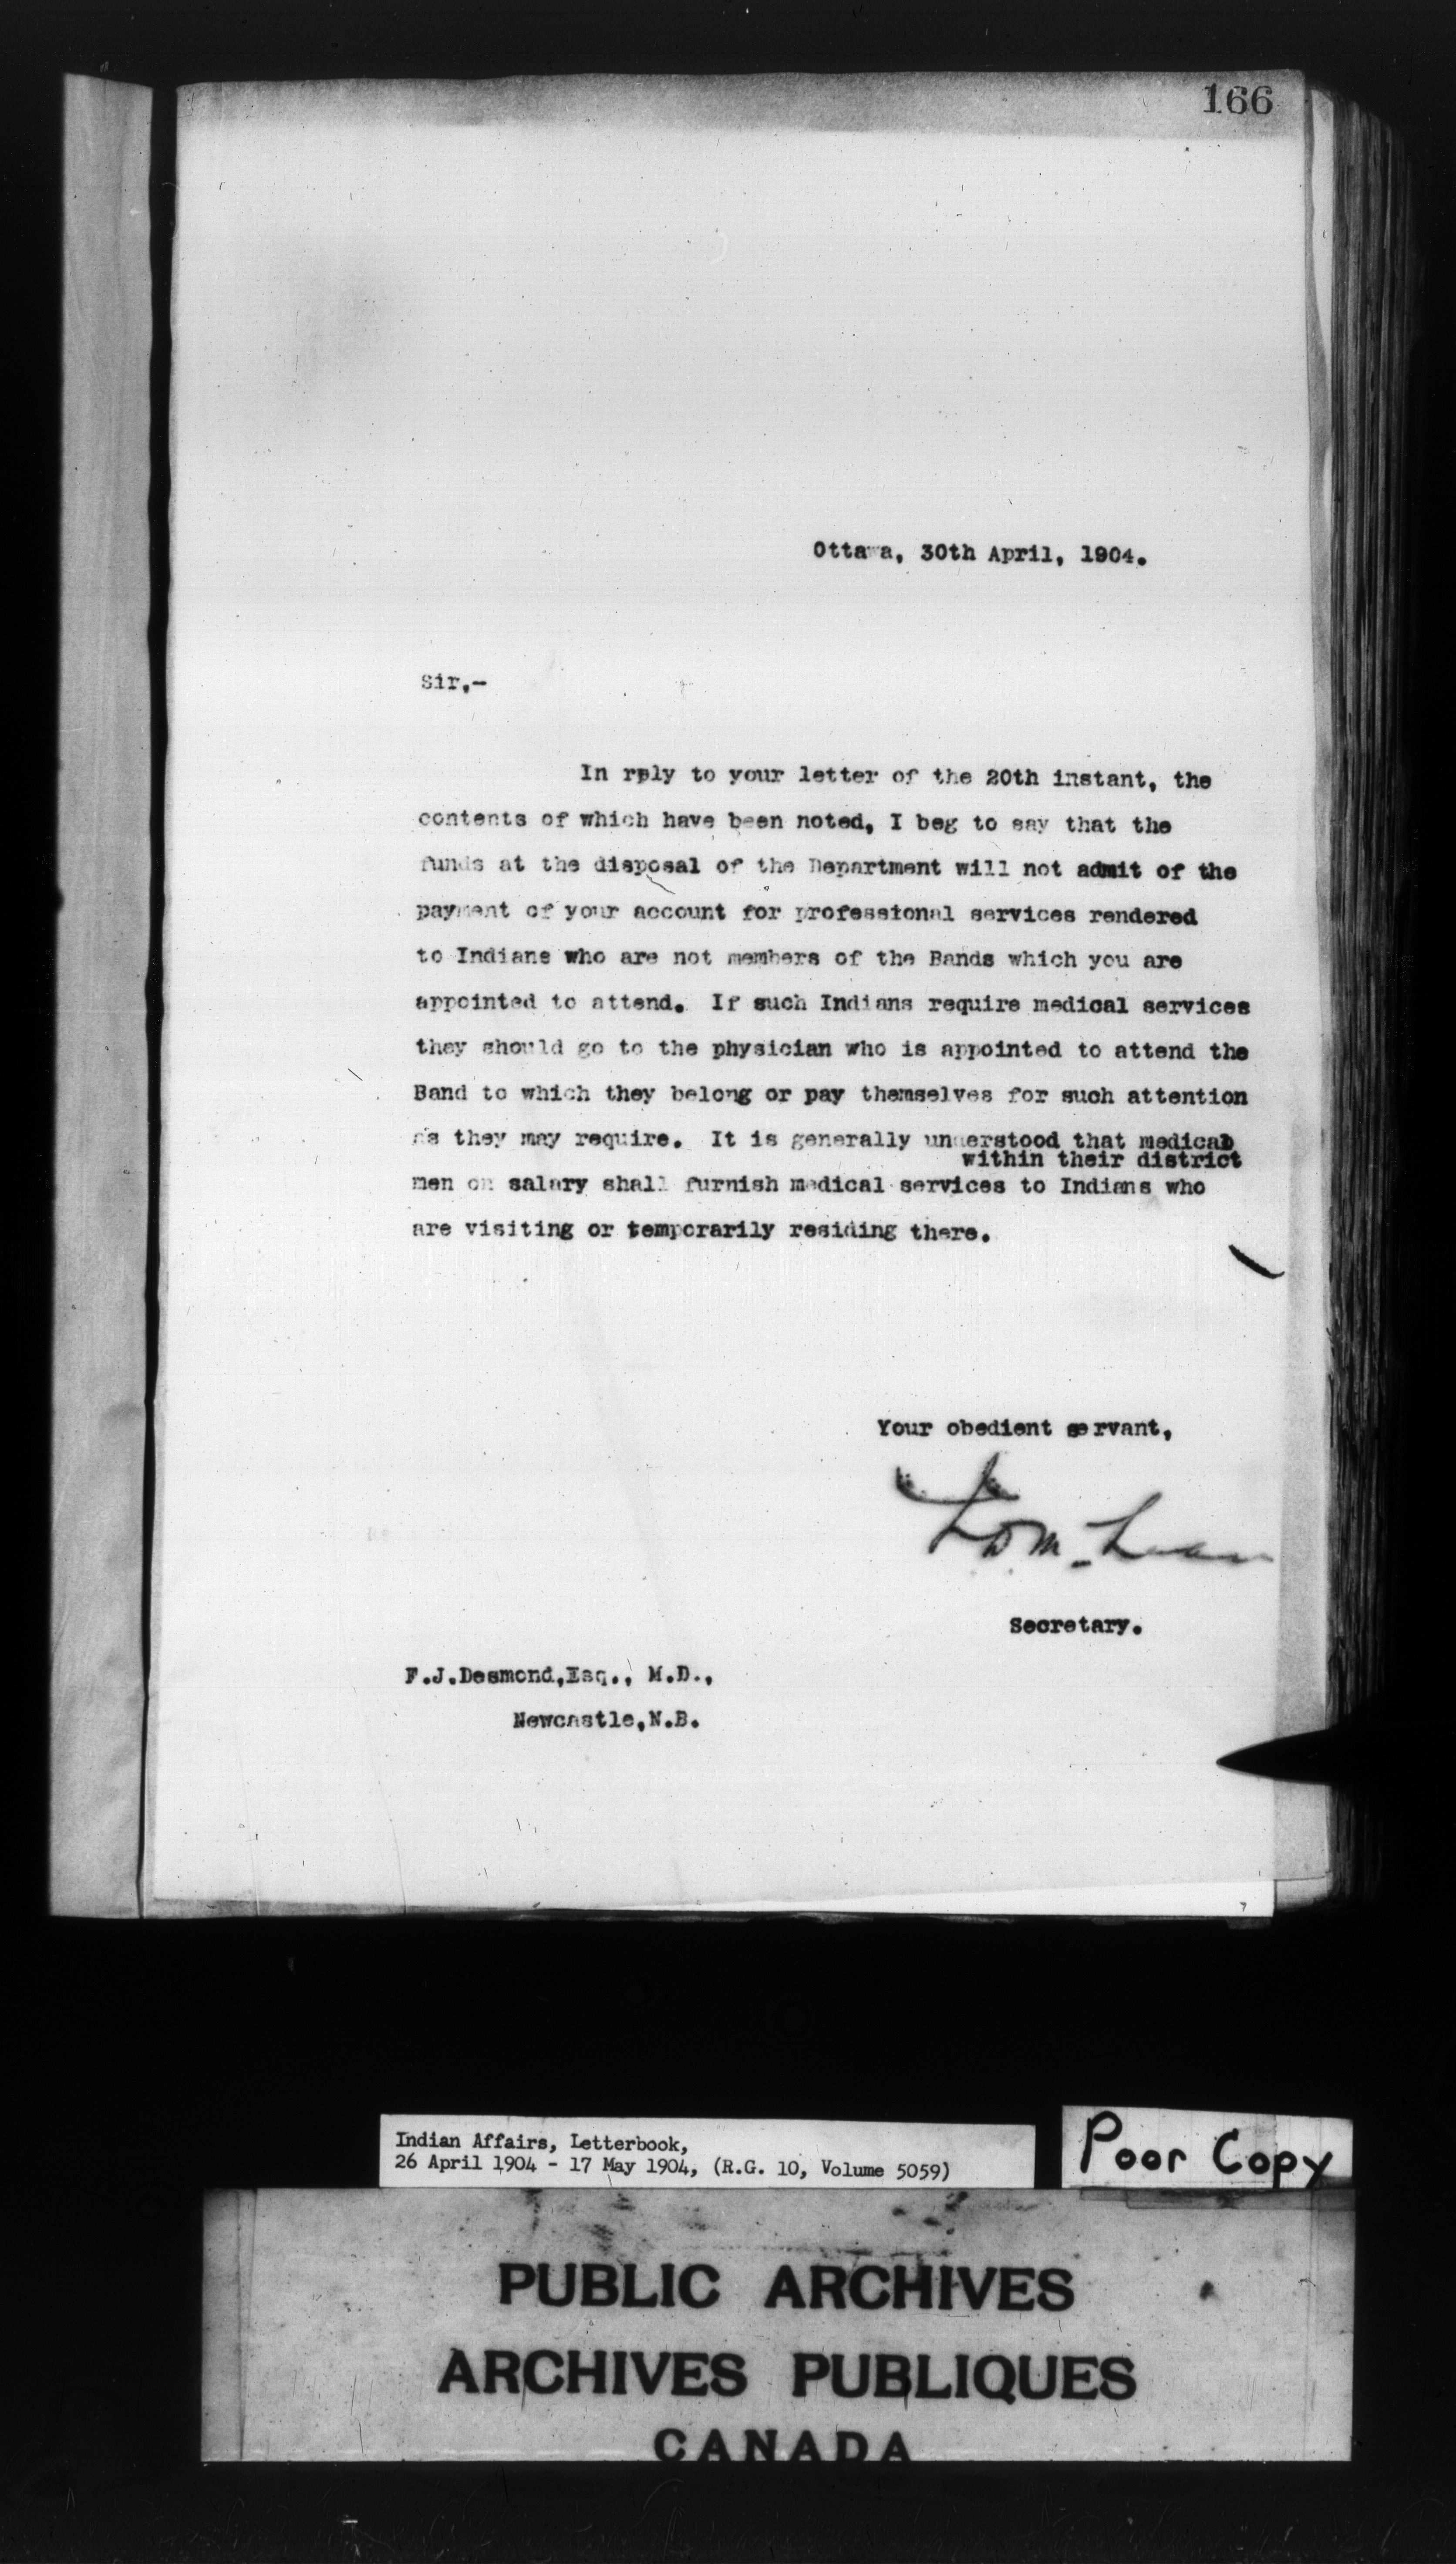 166
Ottawa, 30th April, 1904.
Sir,-
In rply to your letter of the 20th instant, the
contents of which have been noted, I beg to say that the
funds at the disposal of the Department will not admit of the
payment of your account for professional services rendered
to Indians who are not members of the Bands which you are
appointed to attend. If such Indians require medical services
they should go to the physician who is appointed to attend the
Band to which they belong or pay themselves for such attention
as they may require. It is generally understood that medical
within their district
men on salary shall furnish medical services to Indians who
are visiting or temporarily residing there.
Your obedient servant,
J D McLean
Secretary.
F.J.Desmond,Esq., M.D.,
Newcastle,N.B.
Indian Affairs, Letterbook,
26 April 1904 - 17 May 1904, (R.G. 10, Volume 5059)
Poor Copy
PUBLIC ARCHIVES
ARCHIVES PUBLIQUES
CANADA